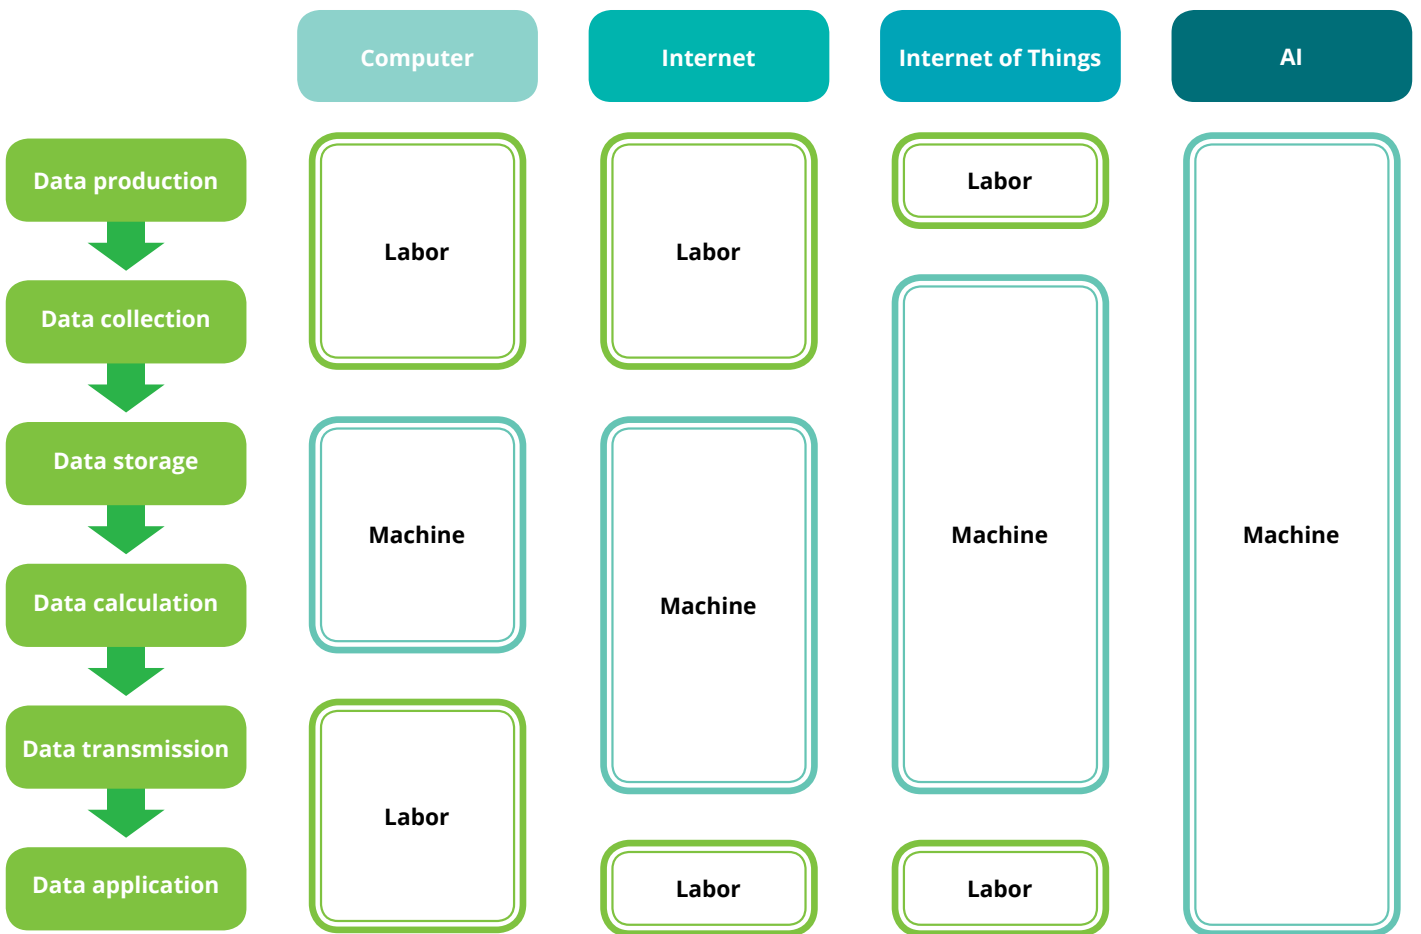 Computer
Internet
Internet of Things
AI
Data production
Labor
Labor
Labor
Data collection
Data storage
Machine
Machine
Machine
Machine
Data calculation
Data transmission
Labor
Data application
Labor
Labor